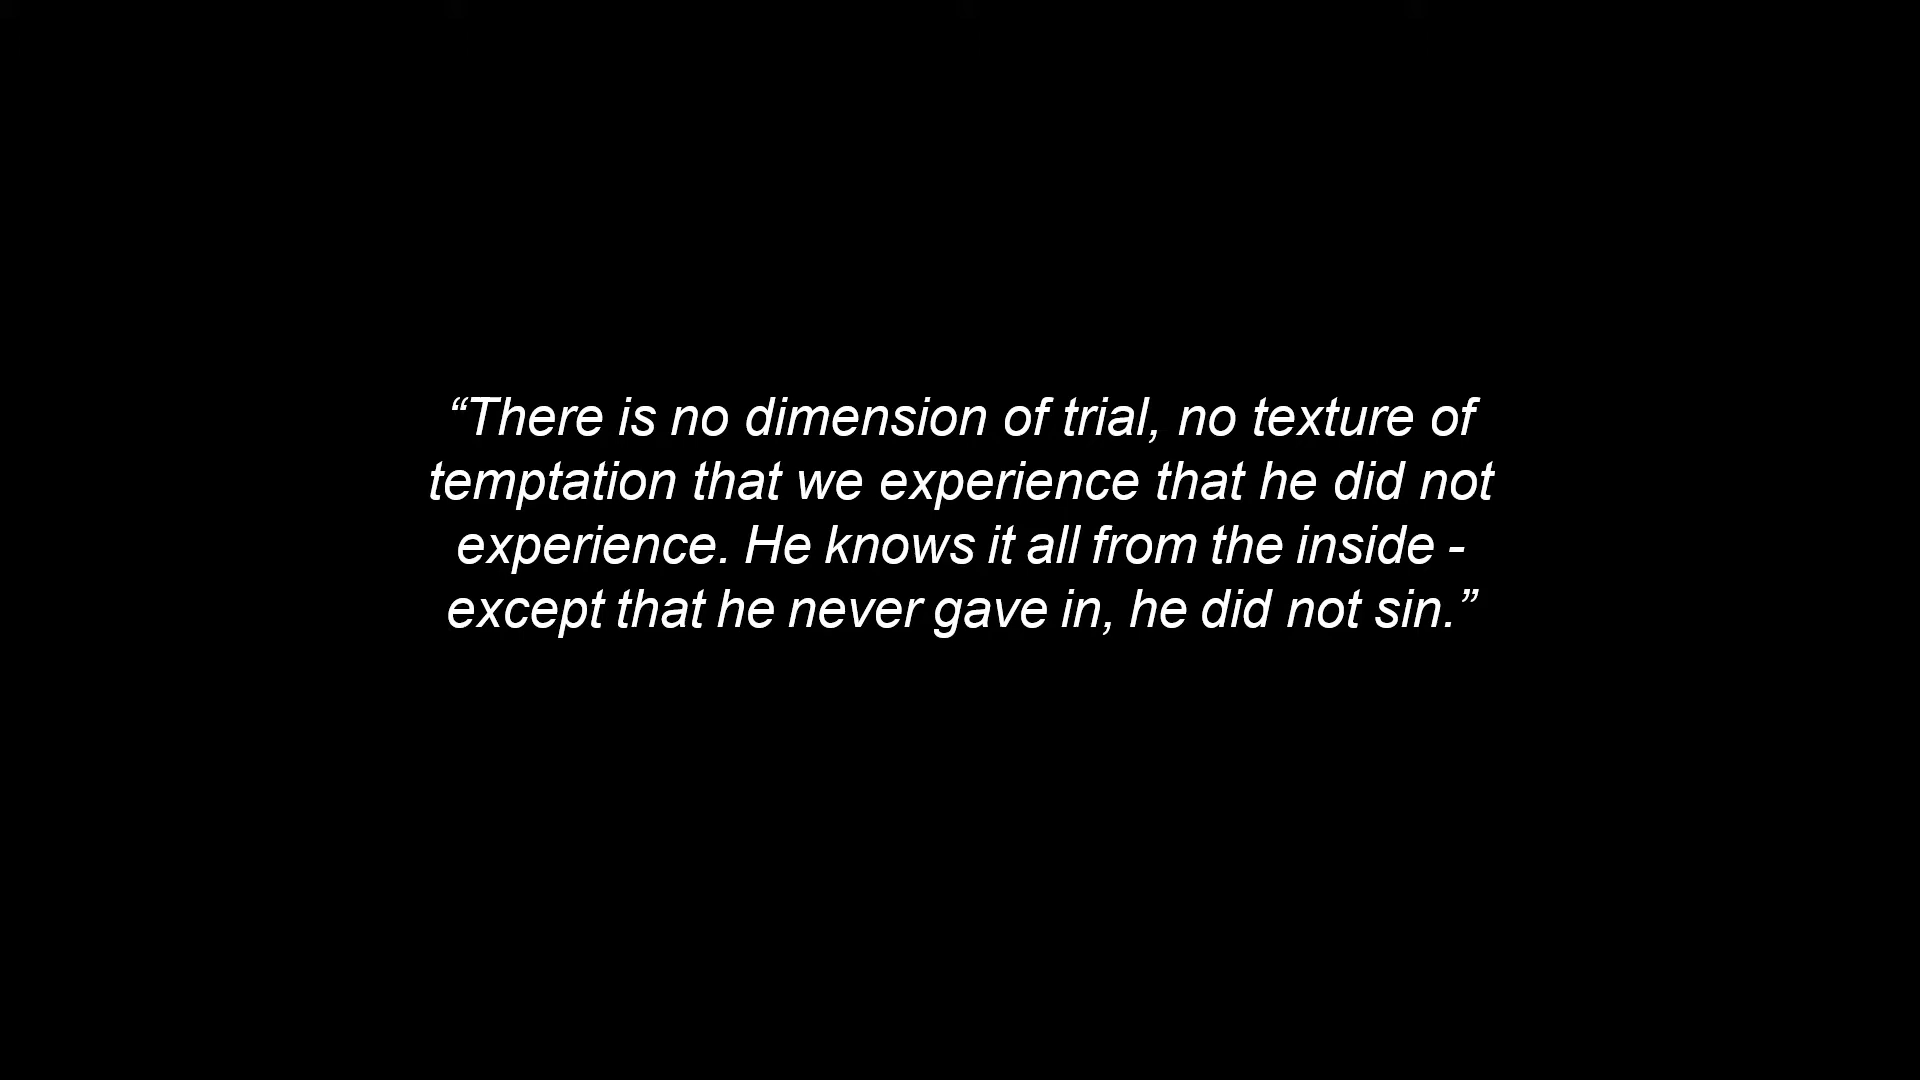 “There is no dimension of trial, no texture of
temptation that we experience that he did not
experience. He knows it all from the inside -
except that he never gave in, he did not sin.”